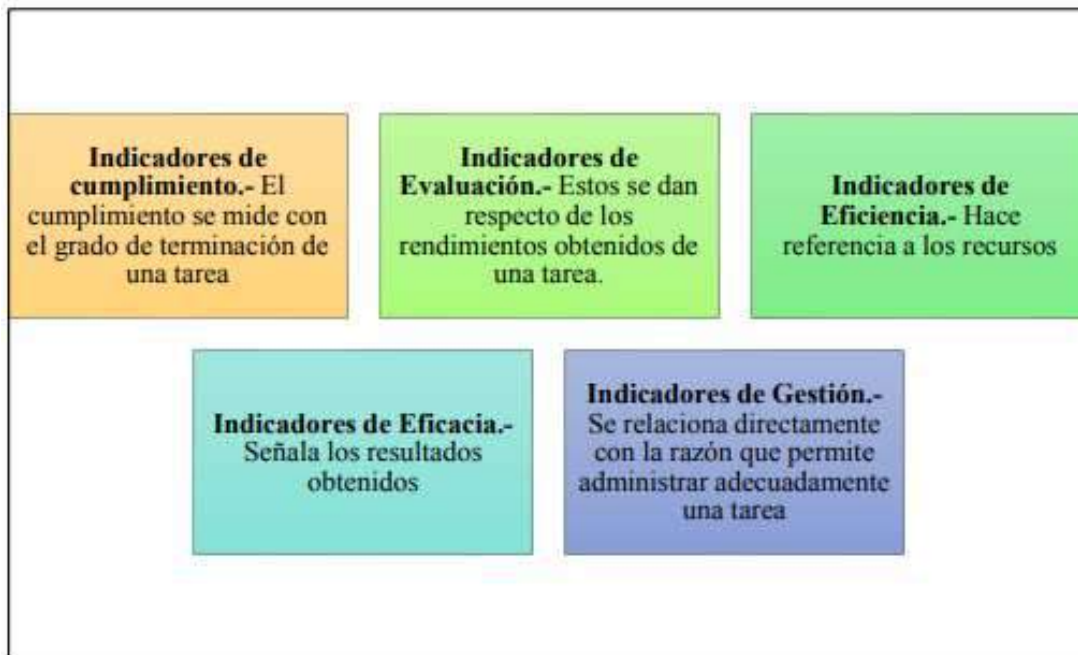 Indicadores de
cumplimiento.- El
cumplimiento se mide con
el grado de terminación de
una tarea
Indicadores de
Evaluación.- Estos se dan
respecto de los
rendimientos obtenidos de
una tarea.
Indicadores de
Eficiencia.- Hace
referencia a los recursos
Indicadores de Eficacia.-
Señala los resultados
obtenidos
Indicadores de Gestión.-
Se relaciona directamente
con la razón que permite
administrar adecuadamente
una tarea